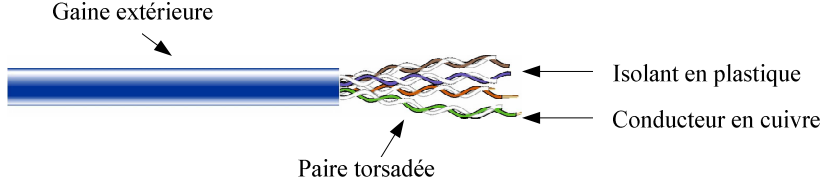 Gaine extérieure
Isolant en plastique
Conducteur en cuivre
Paire torsadée